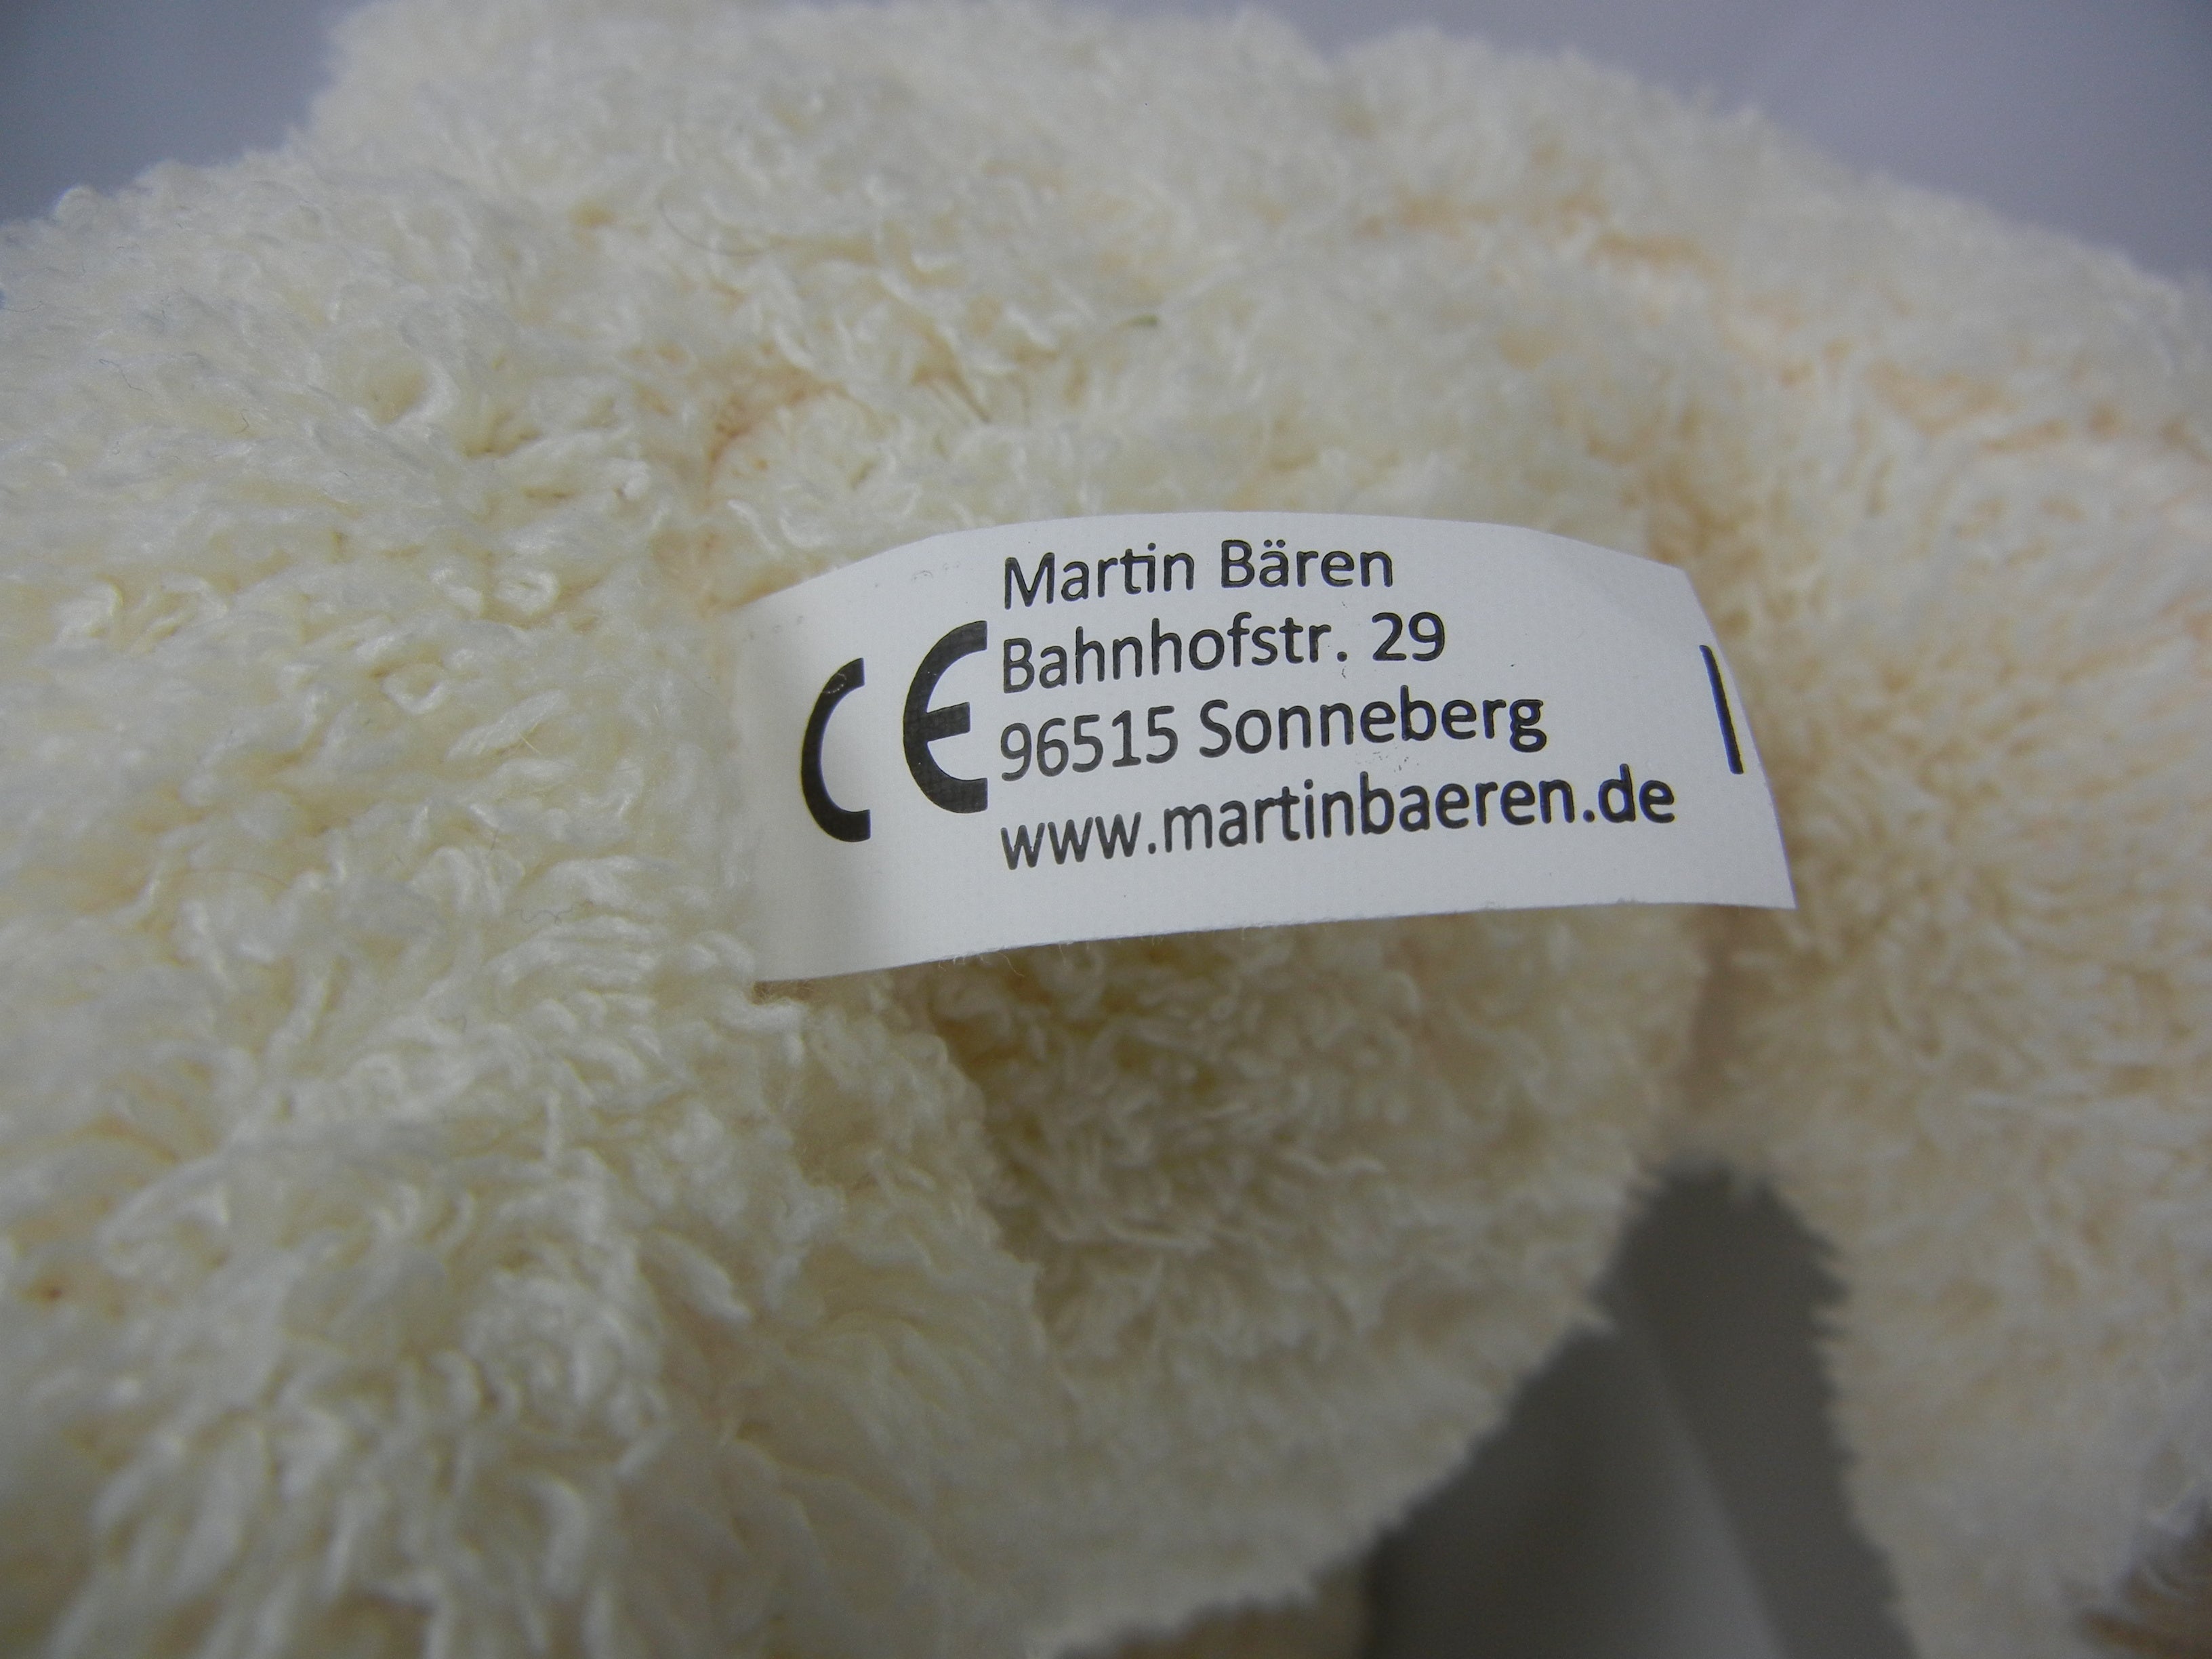 Martin Bären
CE Bahnhofstr. 29
96515 Sonneberg
www.martinbaeren.de